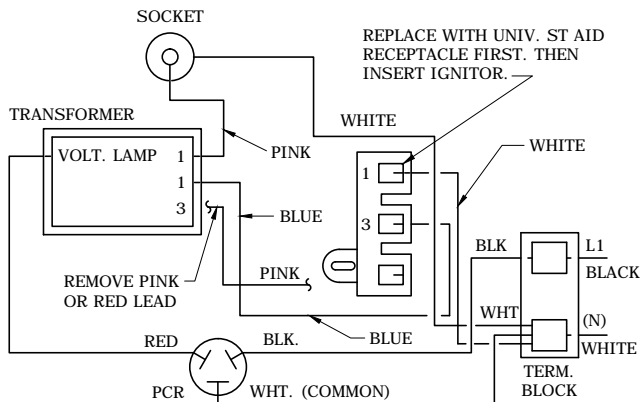 SOCKET
REPLACE WITH UNIV. ST AID
RECEPTACLE FIRST. THEN
INSERT IGNITOR.
TRANSFORMER
WHITE
VOLT. LAMP
1
PINK
1
WHITE
1
3
3
BLUE
BLK
L1
BLACK
REMOVE PINK
OR RED LEAD
PINK
WHT
(N)
WHITE
RED
BLK.
BLUE
TERM.
BLOCK
PCR
WHT. (COMMON)